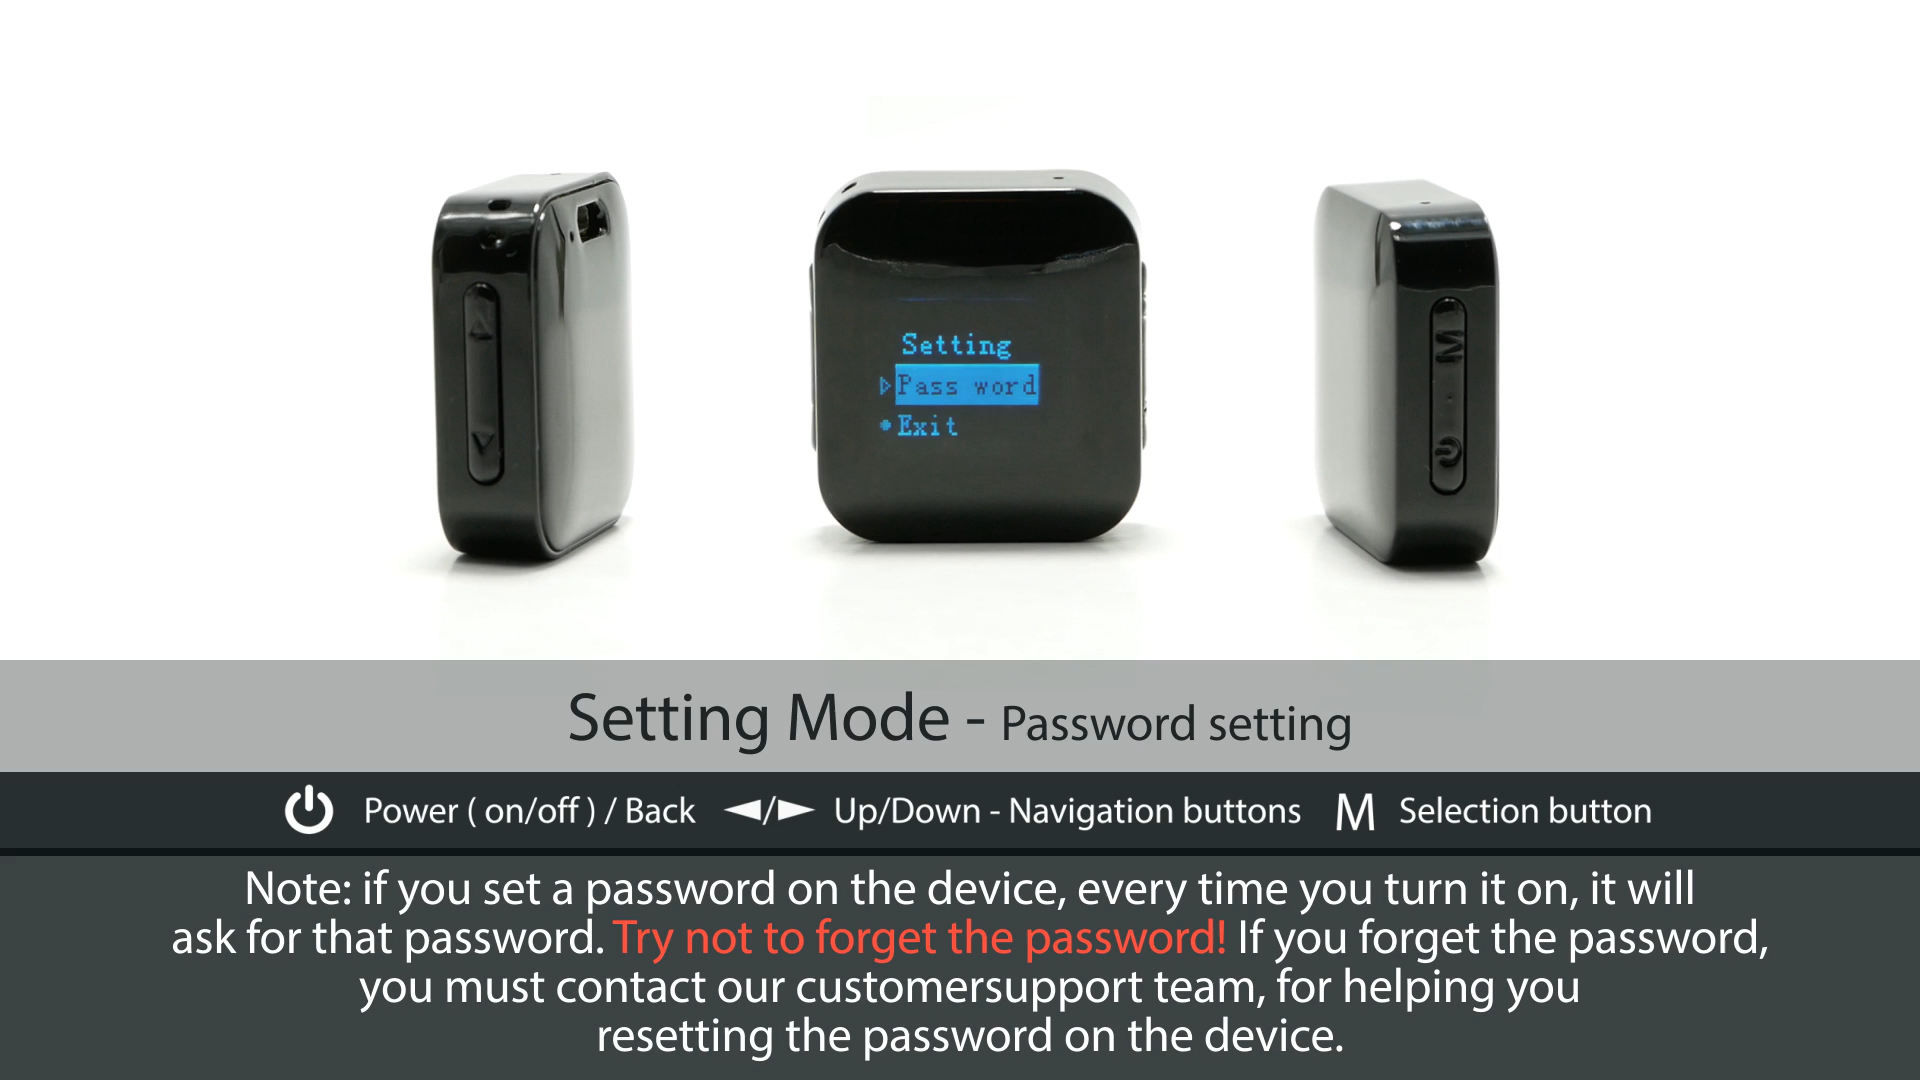 Setting
Pass word
Exit
M
Setting Mode - Password setting
Power ( on/off ) / Back ◄/► Up/Down - Navigation buttons M Selection button
Note: if you set a password on the device, every time you turn it on, it will
ask for that password. Try not to forget the password! If you forget the password,
you must contact our customersupport team, for helping you
resetting the password on the device.